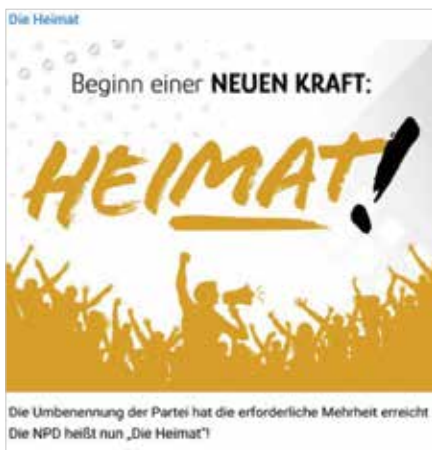 Die Heimat
Beginn einer NEUEN KRAFT:
HEIMAT!
Die Umbenennung der Partei hat die erforderliche Mehrheit erreicht
Die NPD heißt nun „Die Heimat"!